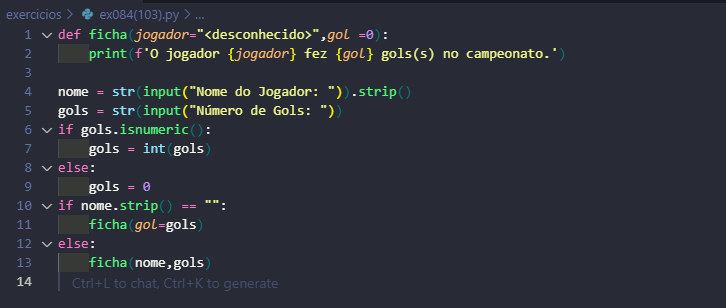 exercicios > ex084(103).py > ...
1 def ficha(jogador="<desconhecido>",gol =0):
2     print(f'O jogador {jogador} fez {gol} gols(s) no campeonato.')
3
4 nome = str(input("Nome do Jogador: ")).strip()
5 gols = str(input("Número de Gols: "))
6 if gols.isnumeric():
7     gols = int(gols)
8 else:
9     gols = 0
10 if nome.strip() == "":
11     ficha(gol=gols)
12 else:
13     ficha(nome,gols)
14 Ctrl+L to chat, Ctrl+K to generate